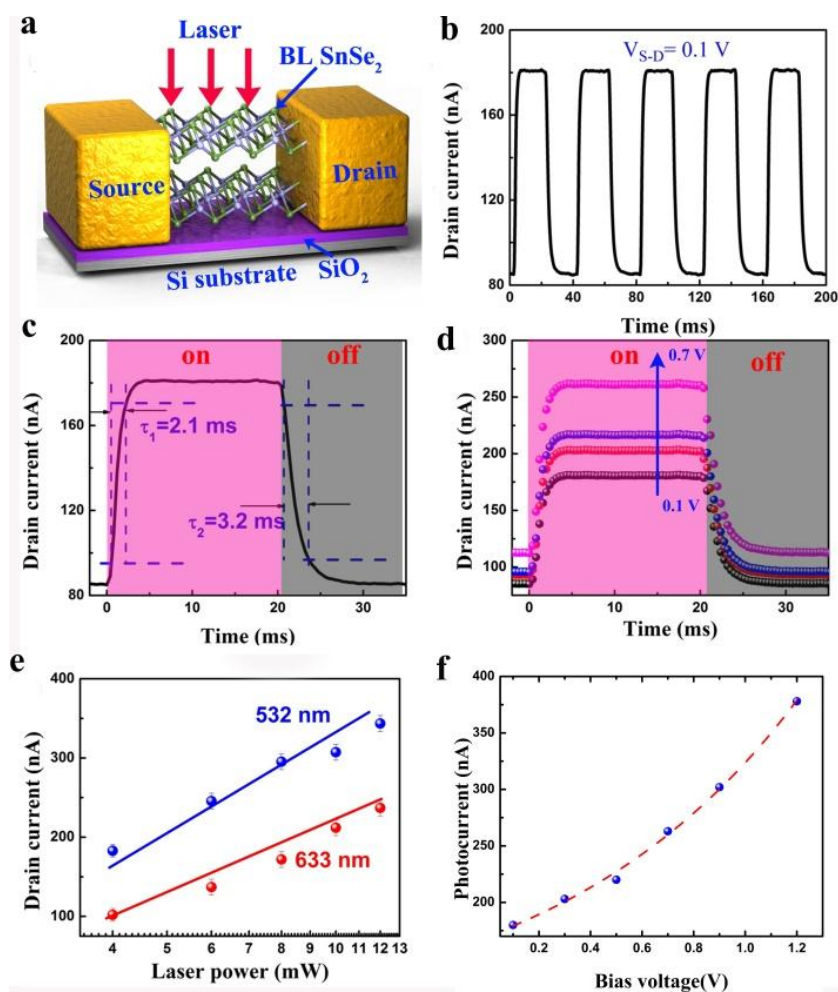 a
Laser
BL SnSe₂
Source
Drain
Si substrate
SiO₂
b
V_S-D= 0.1 V
Drain current (nA)
180
160
140
120
100
80
0 40 80 120 160 200
Time (ms)
c
on
off
τ₁=2.1 ms
τ₂=3.2 ms
Drain current (nA)
200
160
120
80
0 10 20 30
Time (ms)
d
on
off
0.7 V
0.1 V
Drain current (nA)
300
250
200
150
100
0 10 20 30
Time (ms)
e
532 nm
633 nm
Drain current (nA)
400
300
200
100
4 5 6 7 8 9 10 11 12 13
Laser power (mW)
f
Photocurrent (nA)
400
350
300
250
200
0.2 0.4 0.6 0.8 1.0 1.2
Bias voltage(V)